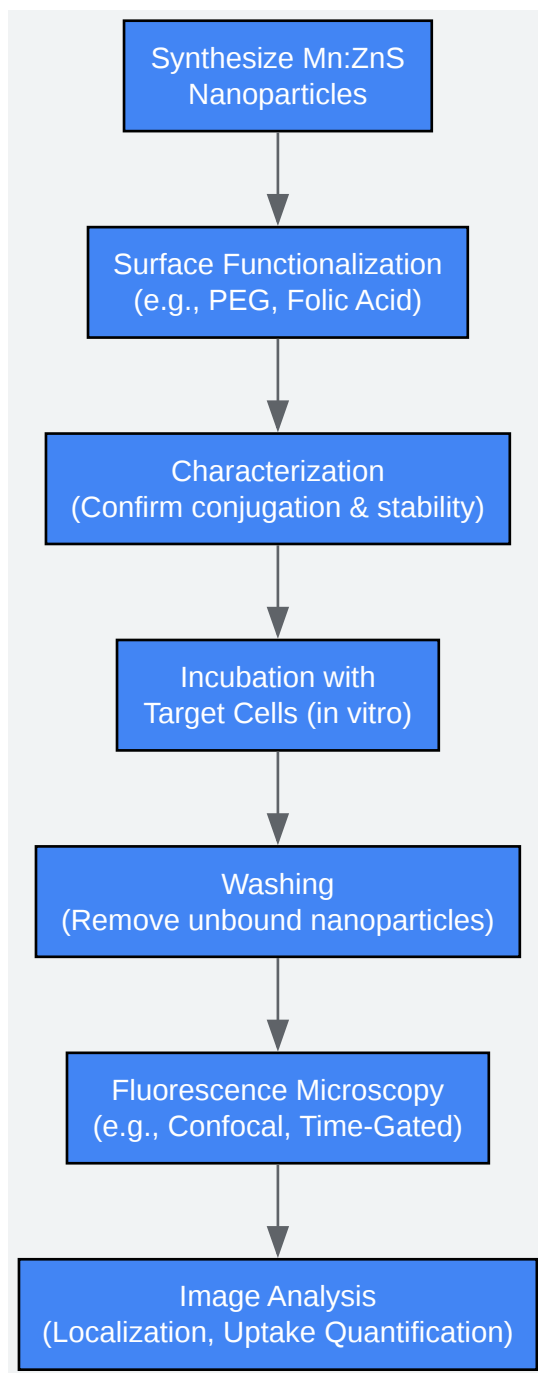 Synthesize Mn:ZnS
Nanoparticles
Surface Functionalization
(e.g., PEG, Folic Acid)
Characterization
(Confirm conjugation & stability)
Incubation with
Target Cells (in vitro)
Washing
(Remove unbound nanoparticles)
Fluorescence Microscopy
(e.g., Confocal, Time-Gated)
Image Analysis
(Localization, Uptake Quantification)